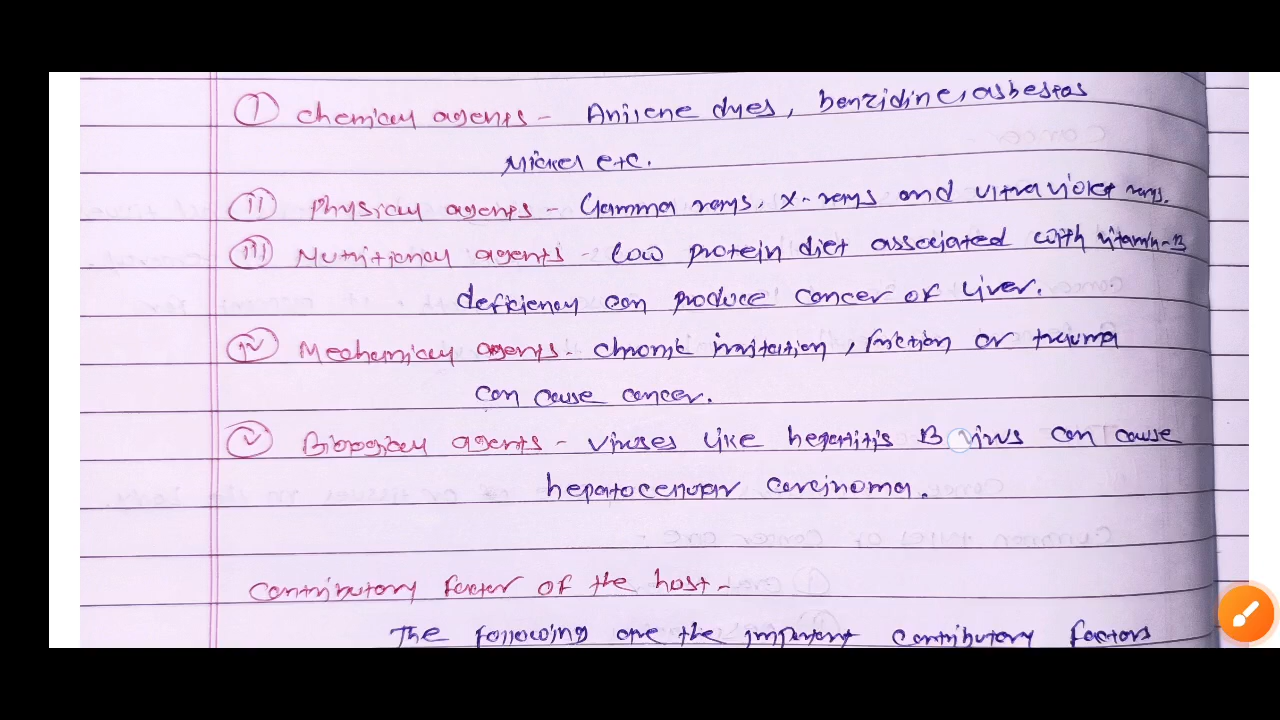 (I) Chemical agents - Anilene dyes, benzidine, asbestas
Nickel etc.
(II) Physical agents - Gamma rays, x-rays and ultraviolet rays.
(III) Nutritional agents - low protein diet associated with vitamin-B
deficiency can produce cancer of liver.
(IV) Mechanical agents - chronic irritation, friction or trauma
can cause cancer.
(V) Biological agents - viruses like hepatitis B virus can cause
hepatocellular carcinoma.
Contributory factor of the host -
The following are the important contributory factors